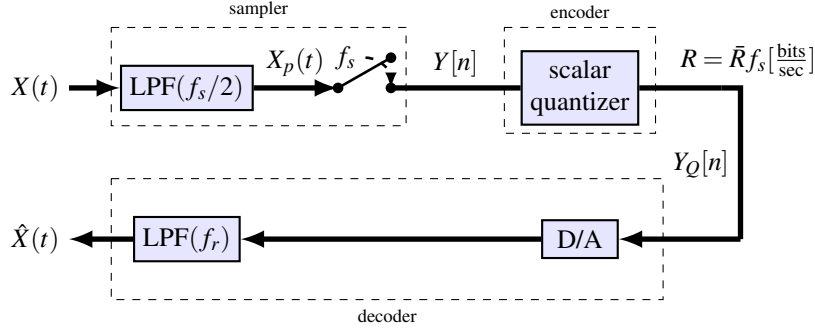 sampler
encoder
X(t)
LPF(f_s/2)
X_p(t)
f_s
Y[n]
scalar
quantizer
R = R̄f_s[bits/sec]
Y_Q[n]
X̂(t)
LPF(f_r)
D/A
decoder